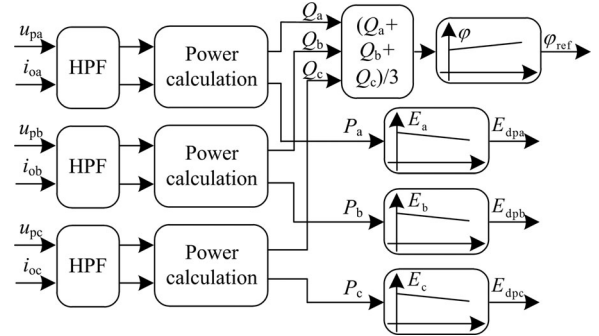 u_pa
i_oa
HPF
Power
calculation
Q_a
Q_b
Q_c
(Q_a+
Q_b+
Q_c)/3
φ
φ_ref
u_pb
i_ob
HPF
Power
calculation
P_a
E_a
E_dpa
P_b
E_b
E_dpb
u_pc
i_oc
HPF
Power
calculation
P_c
E_c
E_dpc